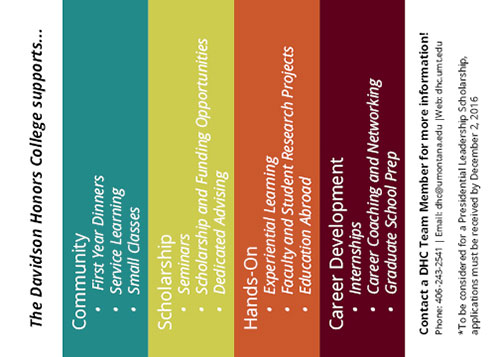 The Davidson Honors College supports...
Community
• First Year Dinners
• Service Learning
• Small Classes
Scholarship
• Seminars
• Scholarship and Funding Opportunities
• Dedicated Advising
Hands-On
• Experiential Learning
• Faculty and Student Research Projects
• Education Abroad
Career Development
• Internships
• Career Coaching and Networking
• Graduate School Prep
Contact a DHC Team Member for more information!
Phone: 406-243-2541 | Email: dhc@umontana.edu |Web: dhc.umt.edu
*To be considered for a Presidential Leadership Scholarship,
applications must be received by December 2, 2016